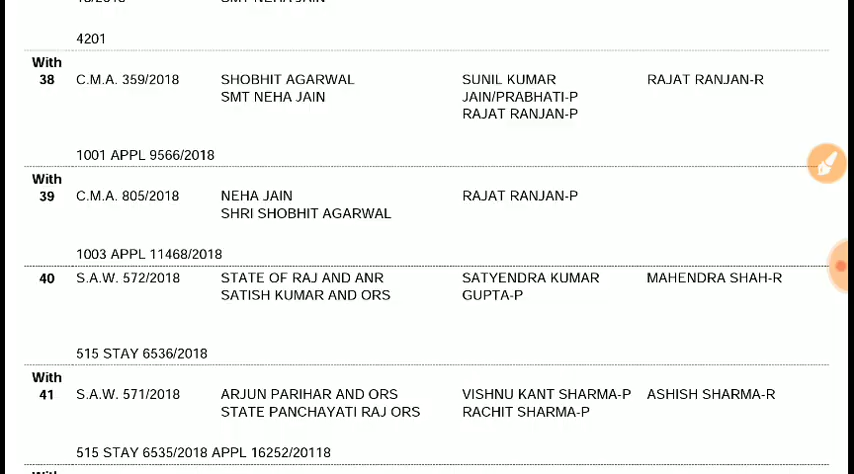 4201
With
38 C.M.A. 359/2018 SHOBHIT AGARWAL SUNIL KUMAR RAJAT RANJAN-R
SMT NEHA JAIN JAIN/PRABHATI-P
RAJAT RANJAN-P
1001 APPL 9566/2018
With
39 C.M.A. 805/2018 NEHA JAIN RAJAT RANJAN-P
SHRI SHOBHIT AGARWAL
1003 APPL 11468/2018
40 S.A.W. 572/2018 STATE OF RAJ AND ANR SATYENDRA KUMAR MAHENDRA SHAH-R
SATISH KUMAR AND ORS GUPTA-P
515 STAY 6536/2018
With
41 S.A.W. 571/2018 ARJUN PARIHAR AND ORS VISHNU KANT SHARMA-P ASHISH SHARMA-R
STATE PANCHAYATI RAJ ORS RACHIT SHARMA-P
515 STAY 6535/2018 APPL 16252/20118